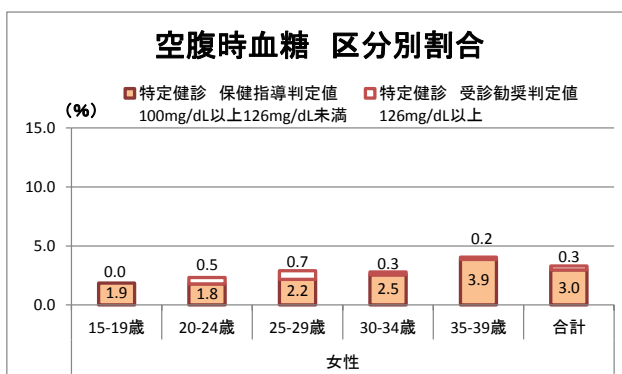 空腹時血糖　区分別割合
特定健診　保健指導判定値
100mg/dL以上126mg/dL未満
特定健診　受診勧奨判定値
126mg/dL以上
（%）
15.0
10.0
5.0
0.0
0.0
0.5
0.7
0.3
0.2
0.3
1.9
1.8
2.2
2.5
3.9
3.0
15-19歳
20-24歳
25-29歳
30-34歳
35-39歳
合計
女性